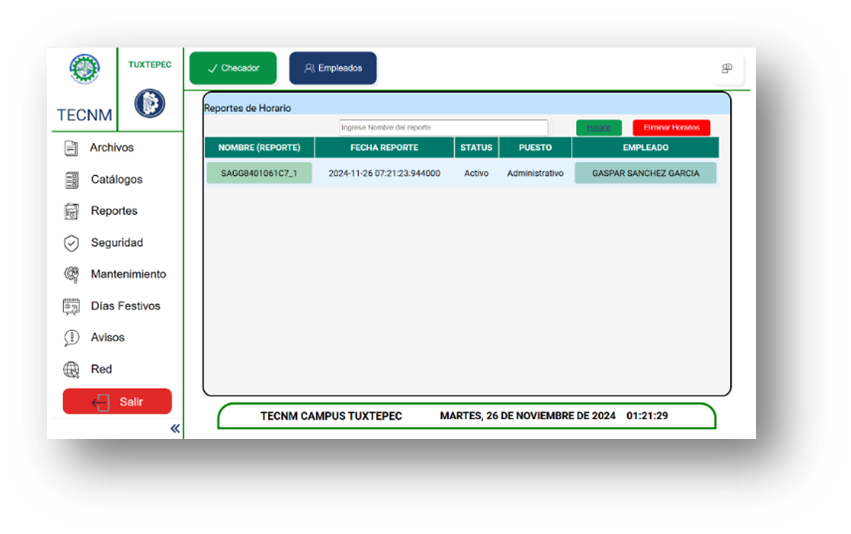 TUXTEPEC
TECNM
Checador
Empleados
Archivos
Catálogos
Reportes
Seguridad
Mantenimiento
Días Festivos
Avisos
Red
Salir
Reportes de Horario
Ingrese Nombre del reporte
Eliminar Horarios
NOMBRE (REPORTE) FECHA REPORTE STATUS PUESTO EMPLEADO
SAGG8401061C7_1 2024-11-26 07:21:23.944000 Activo Administrativo GASPAR SANCHEZ GARCIA
TECNM CAMPUS TUXTEPEC MARTES, 26 DE NOVIEMBRE DE 2024 01:21:29